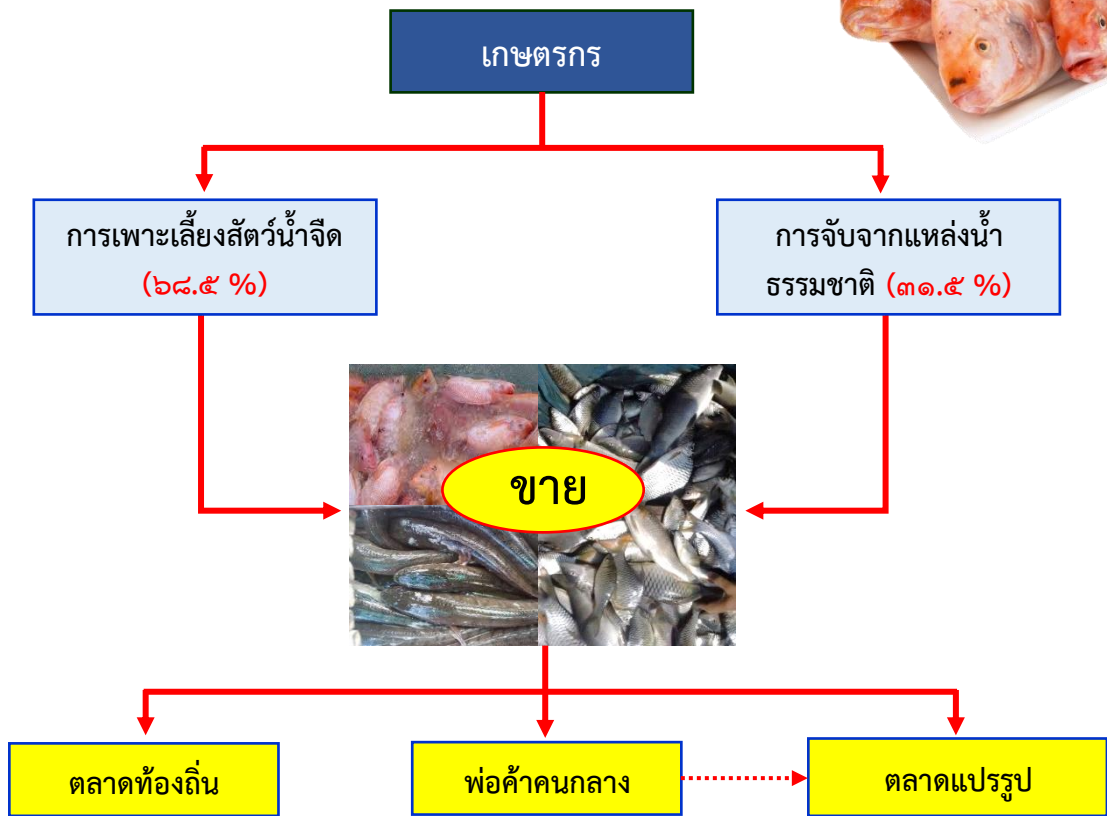 เกษตรกร
การเพาะเลี้ยงสัตว์น้ำจืด
(๖๘.๕ %)
การจับจากแหล่งน้ำ
ธรรมชาติ (๓๑.๕ %)
ขาย
ตลาดท้องถิ่น
พ่อค้าคนกลาง
ตลาดแปรรูป